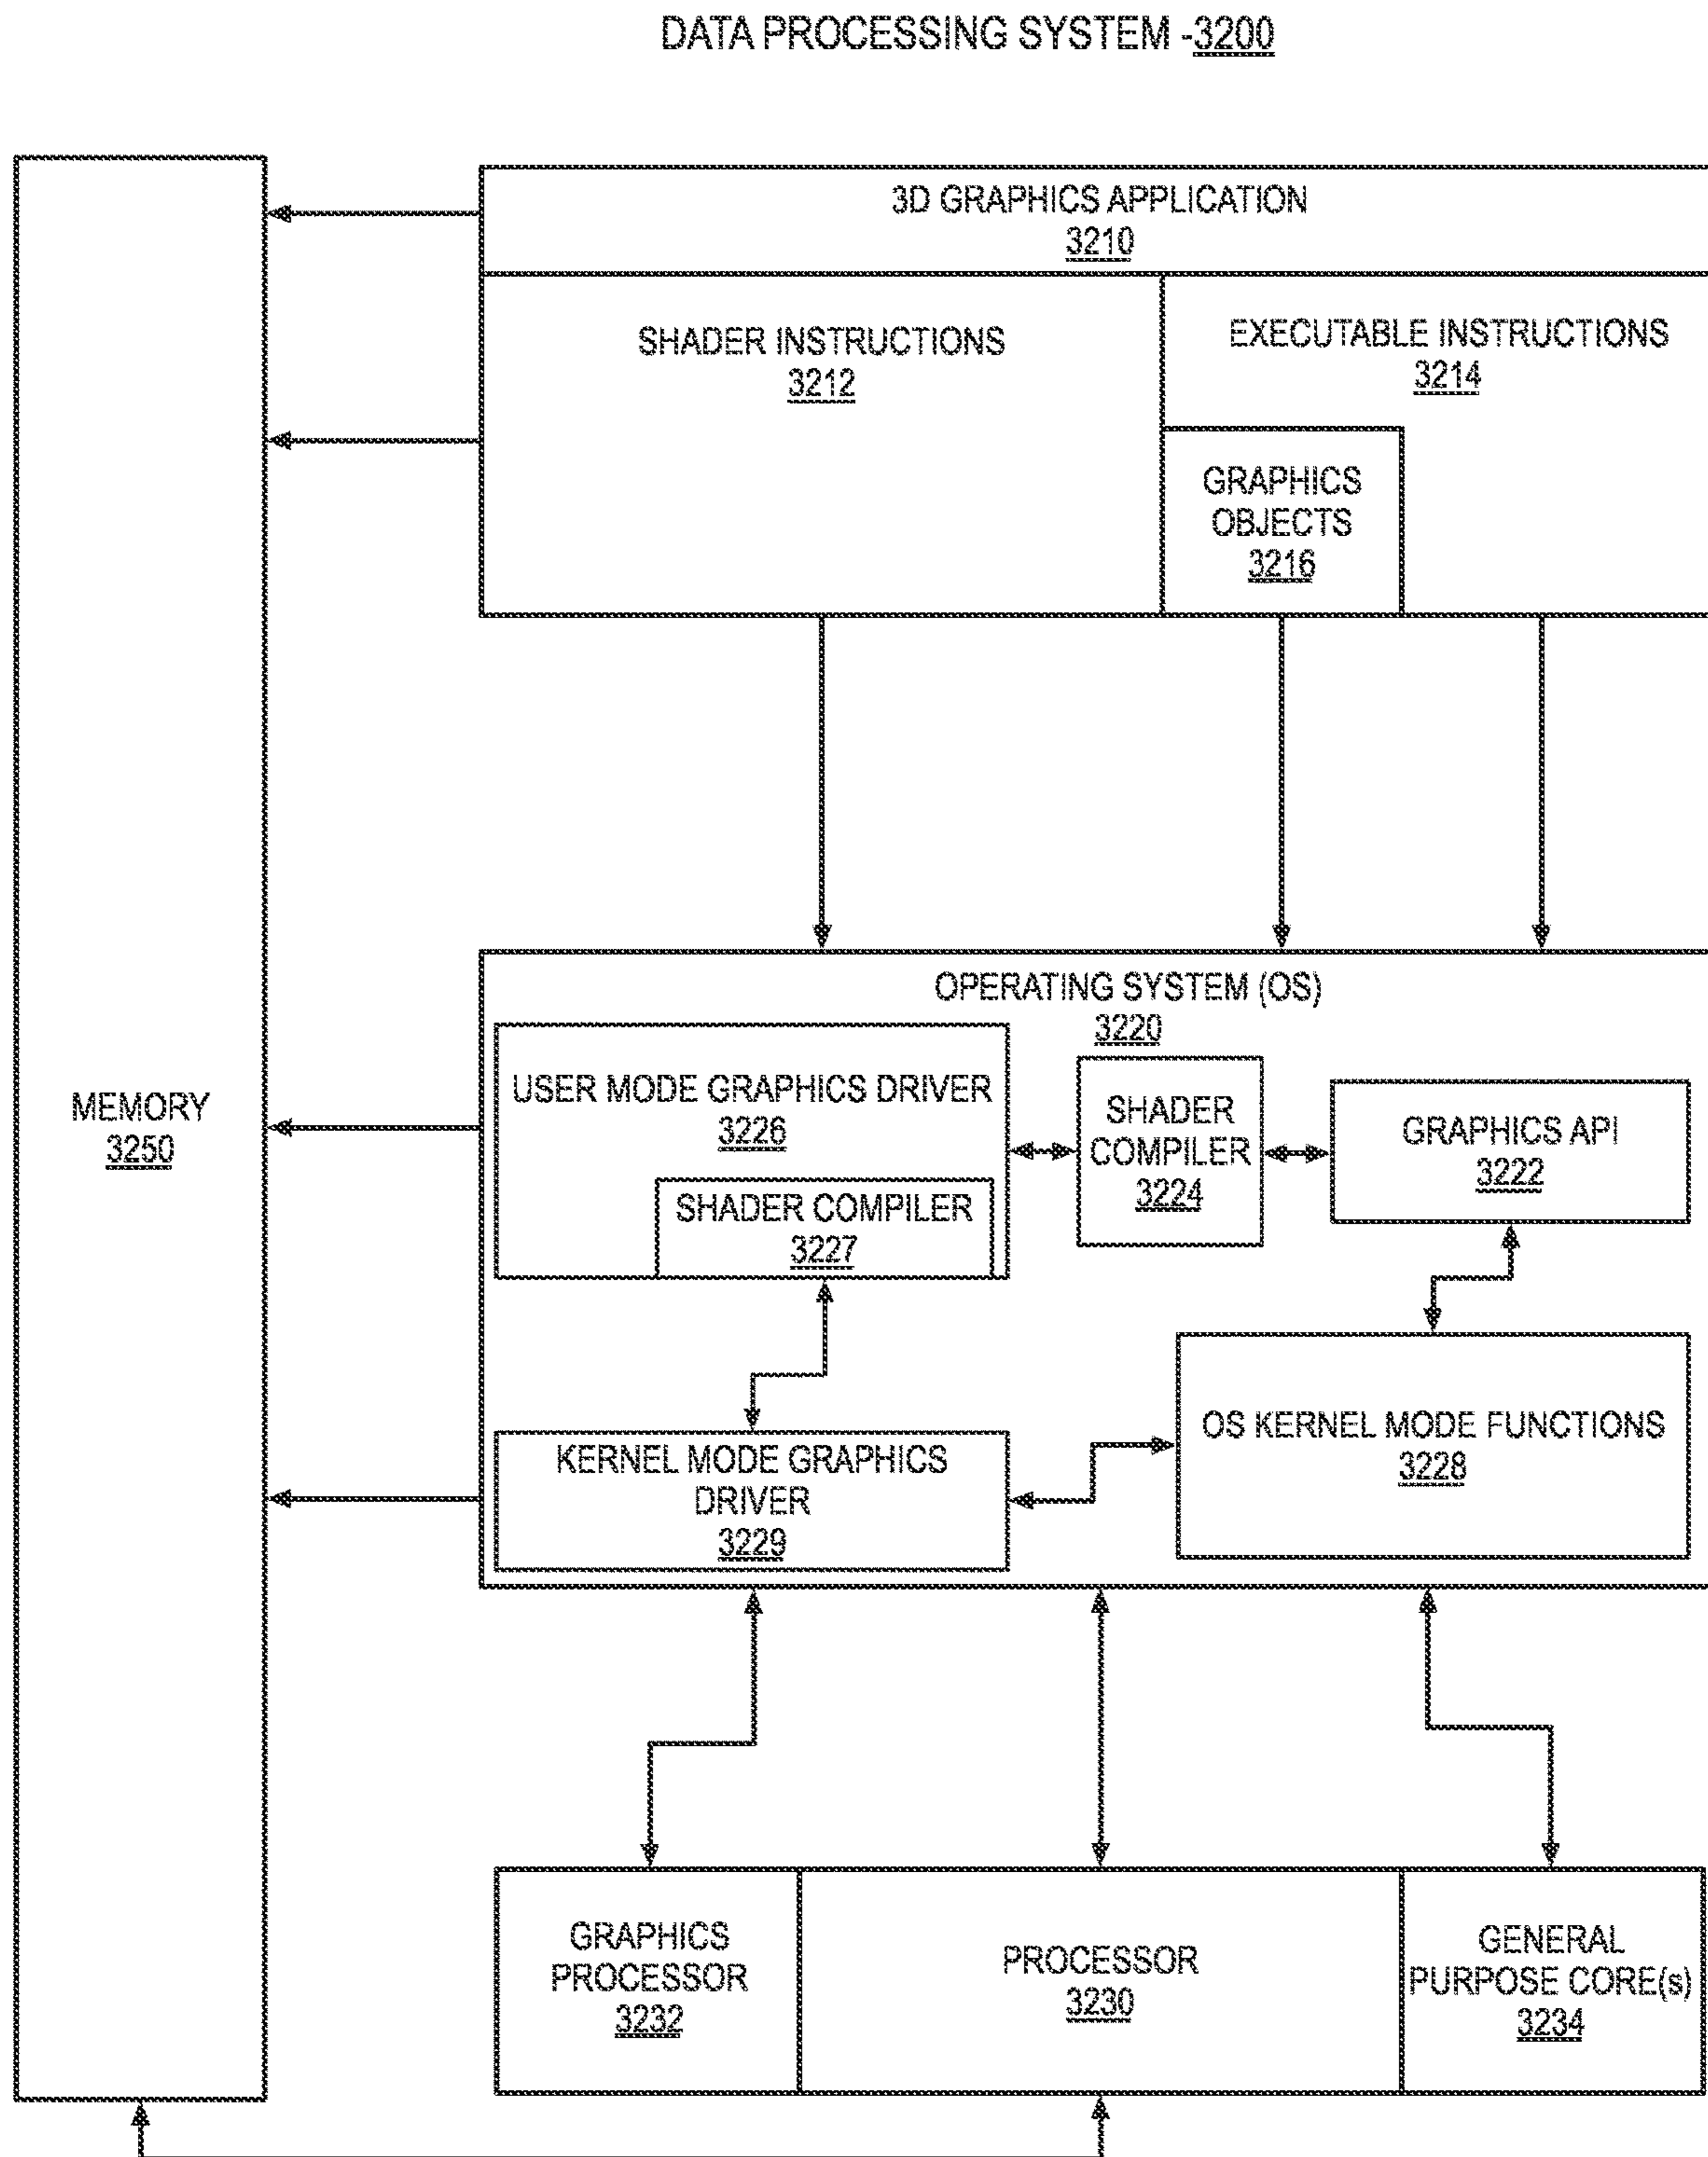 DATA PROCESSING SYSTEM -3200
3D GRAPHICS APPLICATION
3210
SHADER INSTRUCTIONS
3212
EXECUTABLE INSTRUCTIONS
3214
GRAPHICS
OBJECTS
3216
OPERATING SYSTEM (OS)
3220
USER MODE GRAPHICS DRIVER
3226
SHADER COMPILER
3227
SHADER
COMPILER
3224
GRAPHICS API
3222
MEMORY
3250
KERNEL MODE GRAPHICS
DRIVER
3229
OS KERNEL MODE FUNCTIONS
3228
GRAPHICS
PROCESSOR
3232
PROCESSOR
3230
GENERAL
PURPOSE CORE(s)
3234